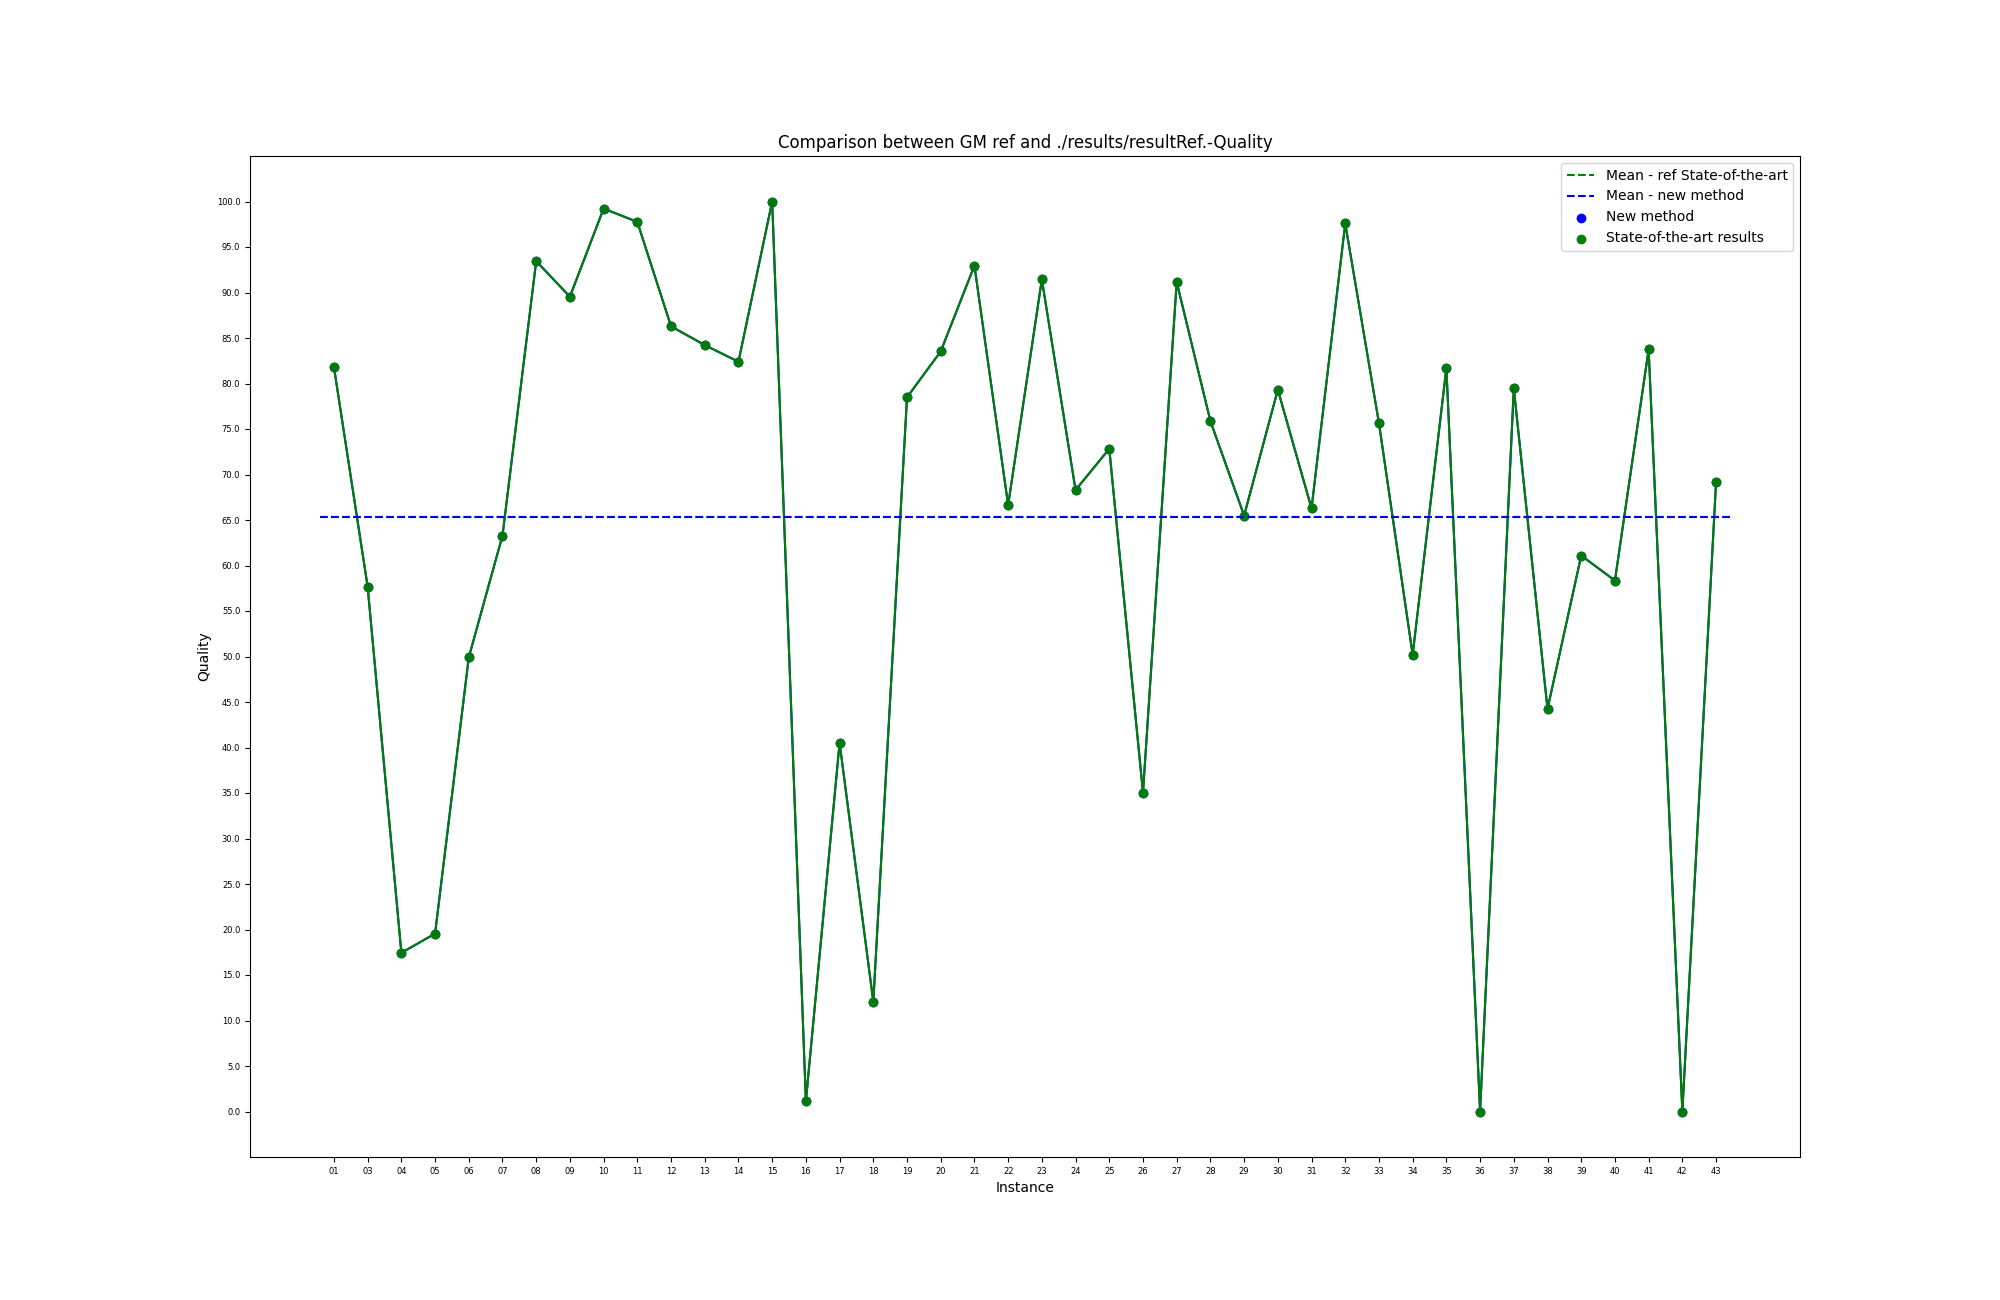 Comparison between GM ref and ./results/resultRef.-Quality
Mean - ref State-of-the-art
Mean - new method
New method
State-of-the-art results
100.0
95.0
90.0
85.0
80.0
75.0
70.0
65.0
60.0
55.0
50.0
45.0
40.0
35.0
30.0
25.0
20.0
15.0
10.0
5.0
0.0
Quality
01 03 04 05 06 07 08 09 10 11 12 13 14 15 16 17 18 19 20 21 22 23 24 25 26 27 28 29 30 31 32 33 34 35 36 37 38 39 40 41 42 43
Instance